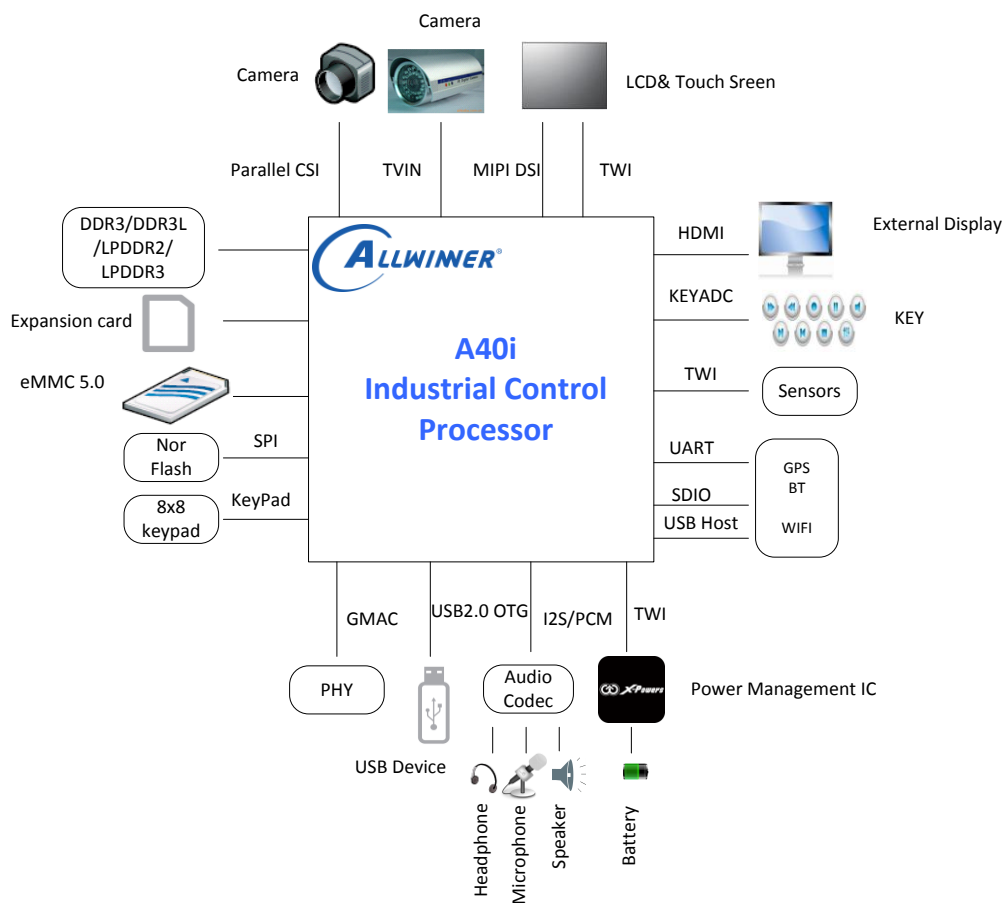 Camera
Camera
LCD& Touch Sreen
Parallel CSI
TVIN
MIPI DSI
TWI
DDR3/DDR3L
/LPDDR2/
LPDDR3
Expansion card
eMMC 5.0
Nor
Flash
SPI
8x8
keypad
KeyPad
ALLWINNER®
A40i
Industrial Control
Processor
HDMI
External Display
KEYADC
KEY
TWI
Sensors
UART
SDIO
USB Host
GPS
BT
WIFI
GMAC
USB2.0 OTG
I2S/PCM
TWI
PHY
USB Device
Audio
Codec
X-Powers
Power Management IC
Headphone
Microphone
Speaker
Battery